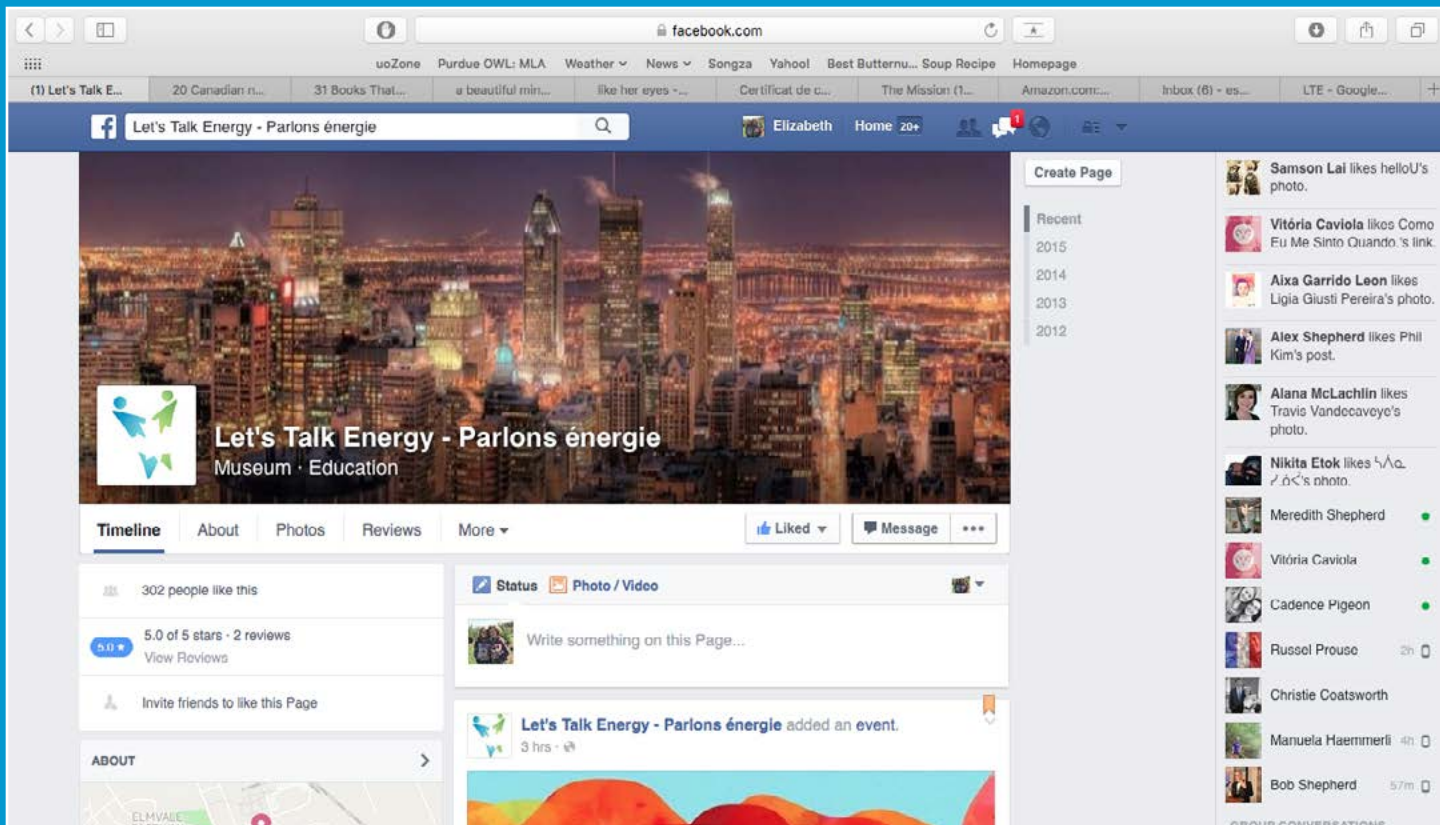 facebook.com
uoZone Purdue OWL: MLA Weather News Songza Yahoo! Best Butternu... Soup Recipe Homepage
(1) Let's Talk E... 20 Canadian n... 31 Books That... a beautiful min... like her eyes -... Certificat de c... The Mission (1... Amazon.com:... Inbox (6) - es... LTE - Google...
Let's Talk Energy - Parlons énergie
Elizabeth Home 20+ 1
Let's Talk Energy - Parlons énergie
Museum · Education
Timeline About Photos Reviews More Liked Message
302 people like this
5.0 ★ 5.0 of 5 stars · 2 reviews
View Reviews
Invite friends to like this Page
ABOUT
ELMVALE
Status Photo / Video
Write something on this Page...
Let's Talk Energy - Parlons énergie added an event.
3 hrs ·
Create Page
Recent
2015
2014
2013
2012
Samson Lai likes helloU's
photo.
Vitória Caviola likes Como
Eu Me Sinto Quando.'s link.
Aixa Garrido Leon likes
Ligia Giusti Pereira's photo.
Alex Shepherd likes Phil
Kim's post.
Alana McLachlin likes
Travis Vandecaveye's
photo.
Nikita Etok likes
's photo.
Meredith Shepherd
Vitória Caviola
Cadence Pigeon
Russel Prouse 2h
Christie Coatsworth
Manuela Haemmerli 4h
Bob Shepherd 57m
GROUP CONVERSATIONS